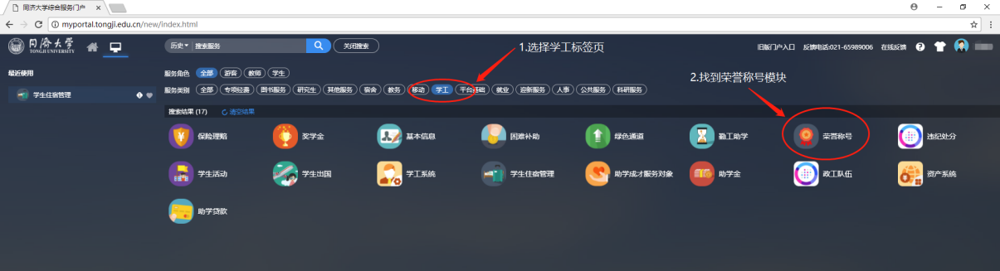 同济大学综合服务门户
myportal.tongji.edu.cn/new/index.html
同济大学
TONGJI UNIVERSITY
历史 搜索服务 关闭搜索
1.选择学工标签页
旧版门户入口 反馈电话:021-65989006 在线反馈
最近使用
学生住宿管理
服务角色 全部 游客 教师 学生
服务类别 全部 专项经费 图书服务 研究生 其他服务 宿舍 教务 移动 学工 平台基础 就业 迎新服务 人事 公共服务 科研服务
2.找到荣誉称号模块
搜索结果 (17) 清空结果
保险理赔 奖学金 基本信息 困难补助 绿色通道 勤工助学 荣誉称号 违纪处分
学生活动 学生出国 学工系统 学生住宿管理 助学成才服务对象 助学金 政工队伍 资产系统
助学贷款